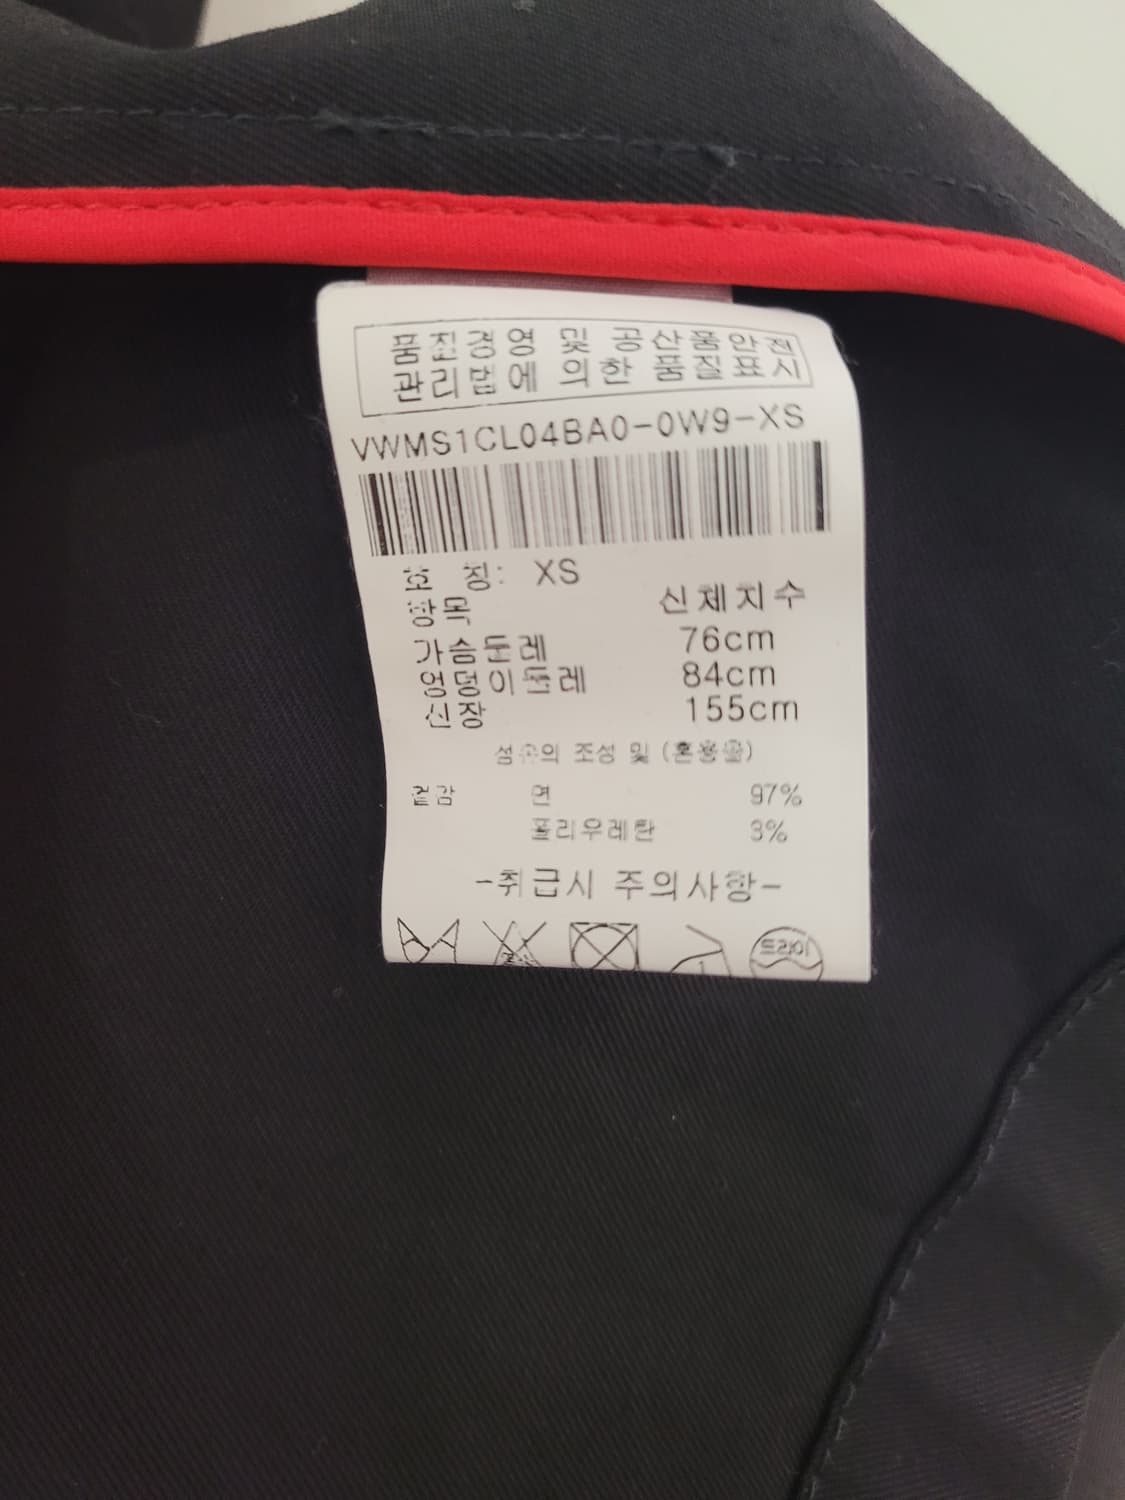 품질경영 및 공산품안전
관리법에 의한 품질표시
VWMS1CL04BA0-0W9-XS
호 칭: XS
항목 신체치수
가슴둘레 76cm
엉덩이둘레 84cm
신장 155cm
섬유의 조성 및 (혼용율)
겉감 면 97%
폴리우레탄 3%
-취급시 주의사항-
드라이